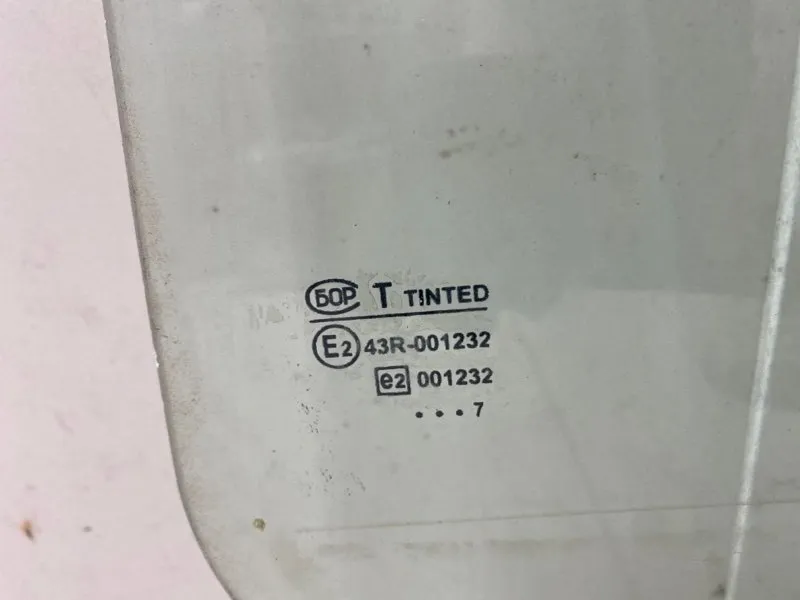 БОР T TINTED
E2 43R-001232
e2 001232
. . . 7